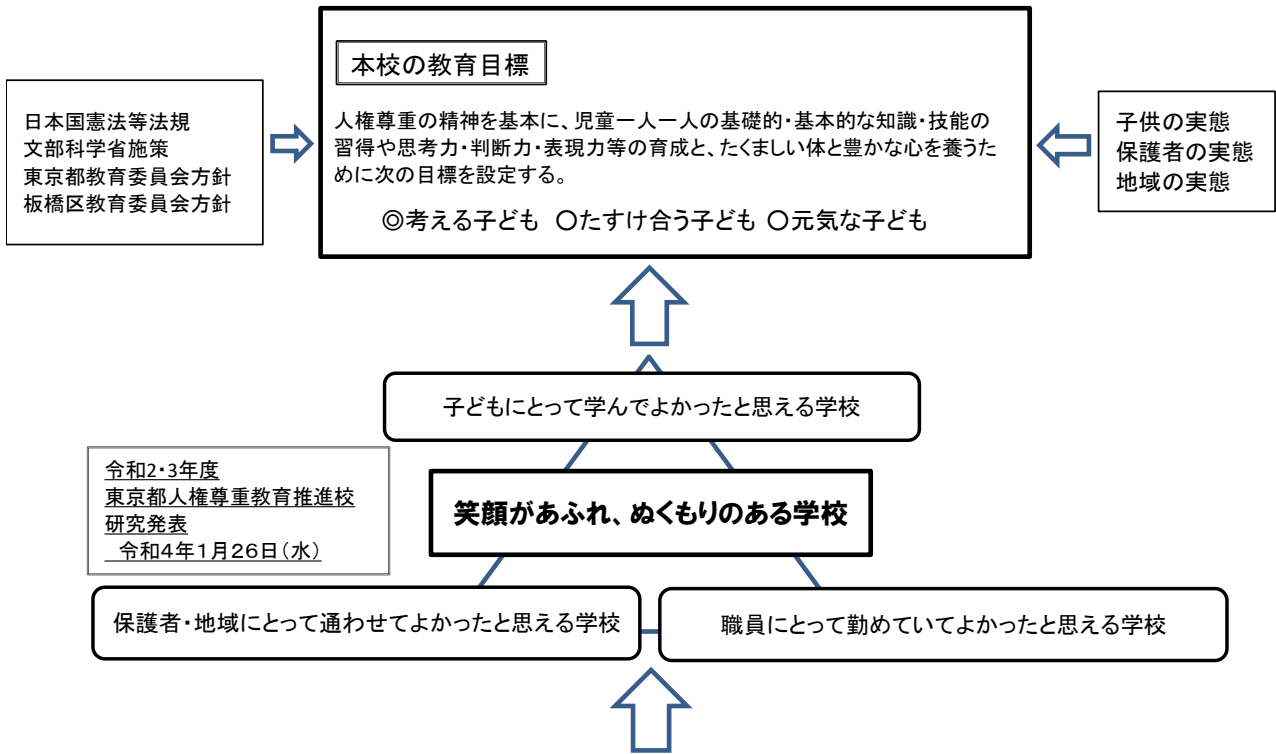 本校の教育目標
人権尊重の精神を基本に、児童一人一人の基礎的・基本的な知識・技能の
習得や思考力・判断力・表現力等の育成と、たくましい体と豊かな心を養うた
めに次の目標を設定する。
◎考える子ども ○たすけ合う子ども ○元気な子ども
日本国憲法等法規
文部科学省施策
東京都教育委員会方針
板橋区教育委員会方針
子供の実態
保護者の実態
地域の実態
子どもにとって学んでよかったと思える学校
令和2・3年度
東京都人権尊重教育推進校
研究発表
令和4年1月26日(水)
笑顔があふれ、ぬくもりのある学校
保護者・地域にとって通わせてよかったと思える学校
職員にとって勤めていてよかったと思える学校